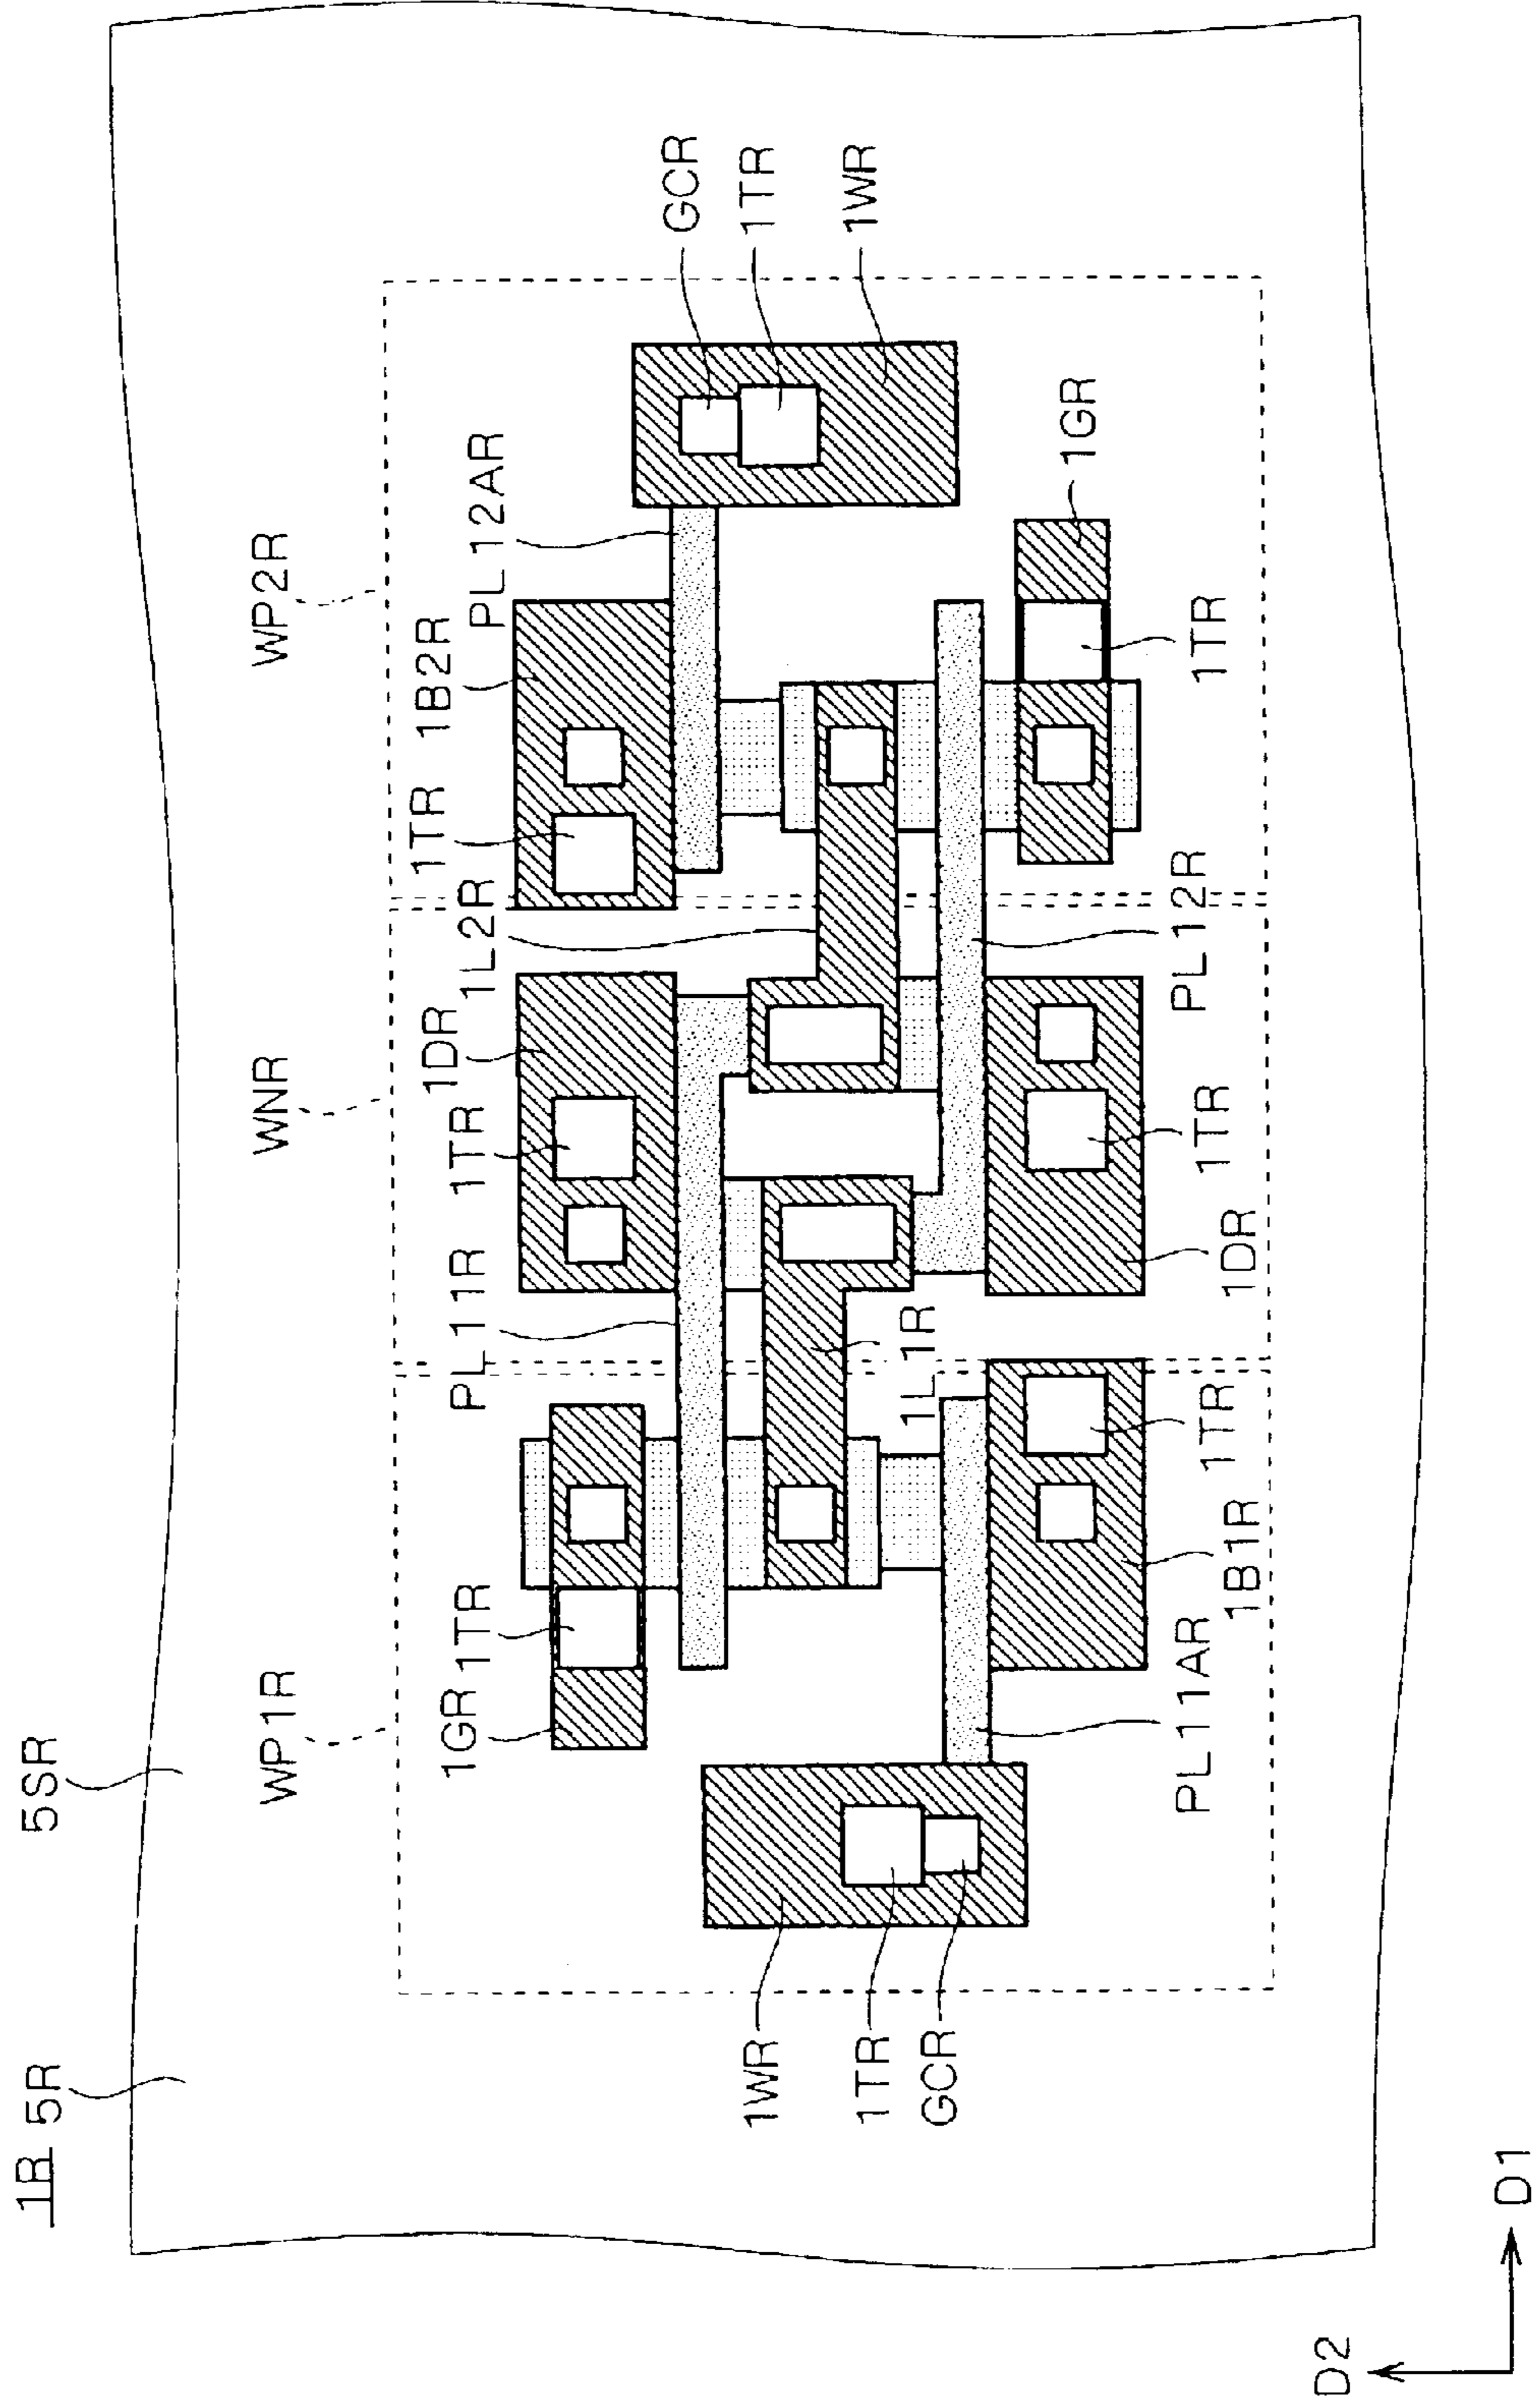 1R
5R
5SR
WP1R
WNR
WP2R
1GR
1TR
PL11R
1TR
1DR
1L2R
1TR
1B2R
PL12AR
GCR
1TR
1WR
1WR
1TR
GCR
1L1R
1GR
PL11AR
1B1R
1TR
1DR
1TR
PL12R
1TR
D2
D1